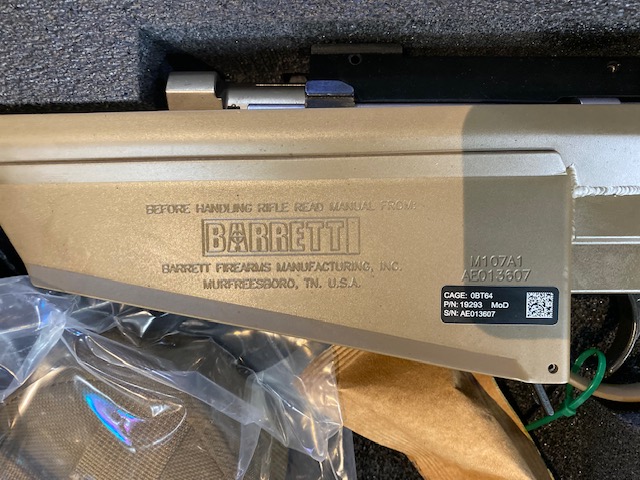 BEFORE HANDLING RIFLE READ MANUAL FROM:
BARRETT
BARRETT FIREARMS MANUFACTURING, INC.
MURFREESBORO, TN. U.S.A.
M107A1
AE013607
CAGE: 0BT64
P/N: 19293 MoD
S/N: AE013607